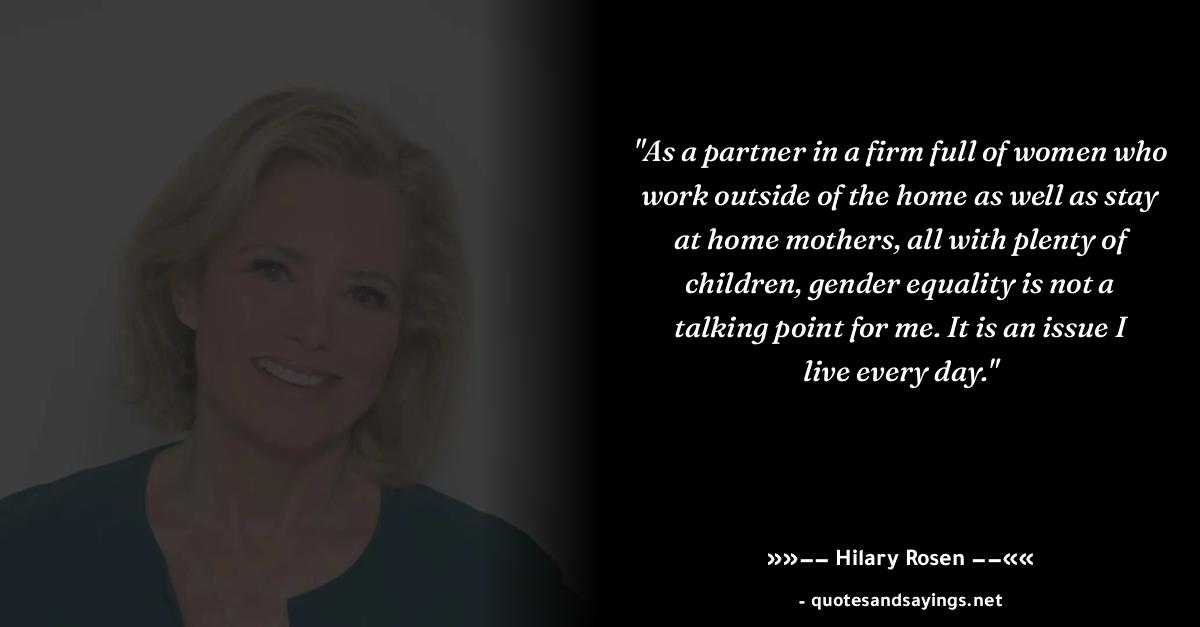 "As a partner in a firm full of women who
work outside of the home as well as stay
at home mothers, all with plenty of
children, gender equality is not a
talking point for me. It is an issue I
live every day."
»»−− Hilary Rosen −−««
- quotesandsayings.net